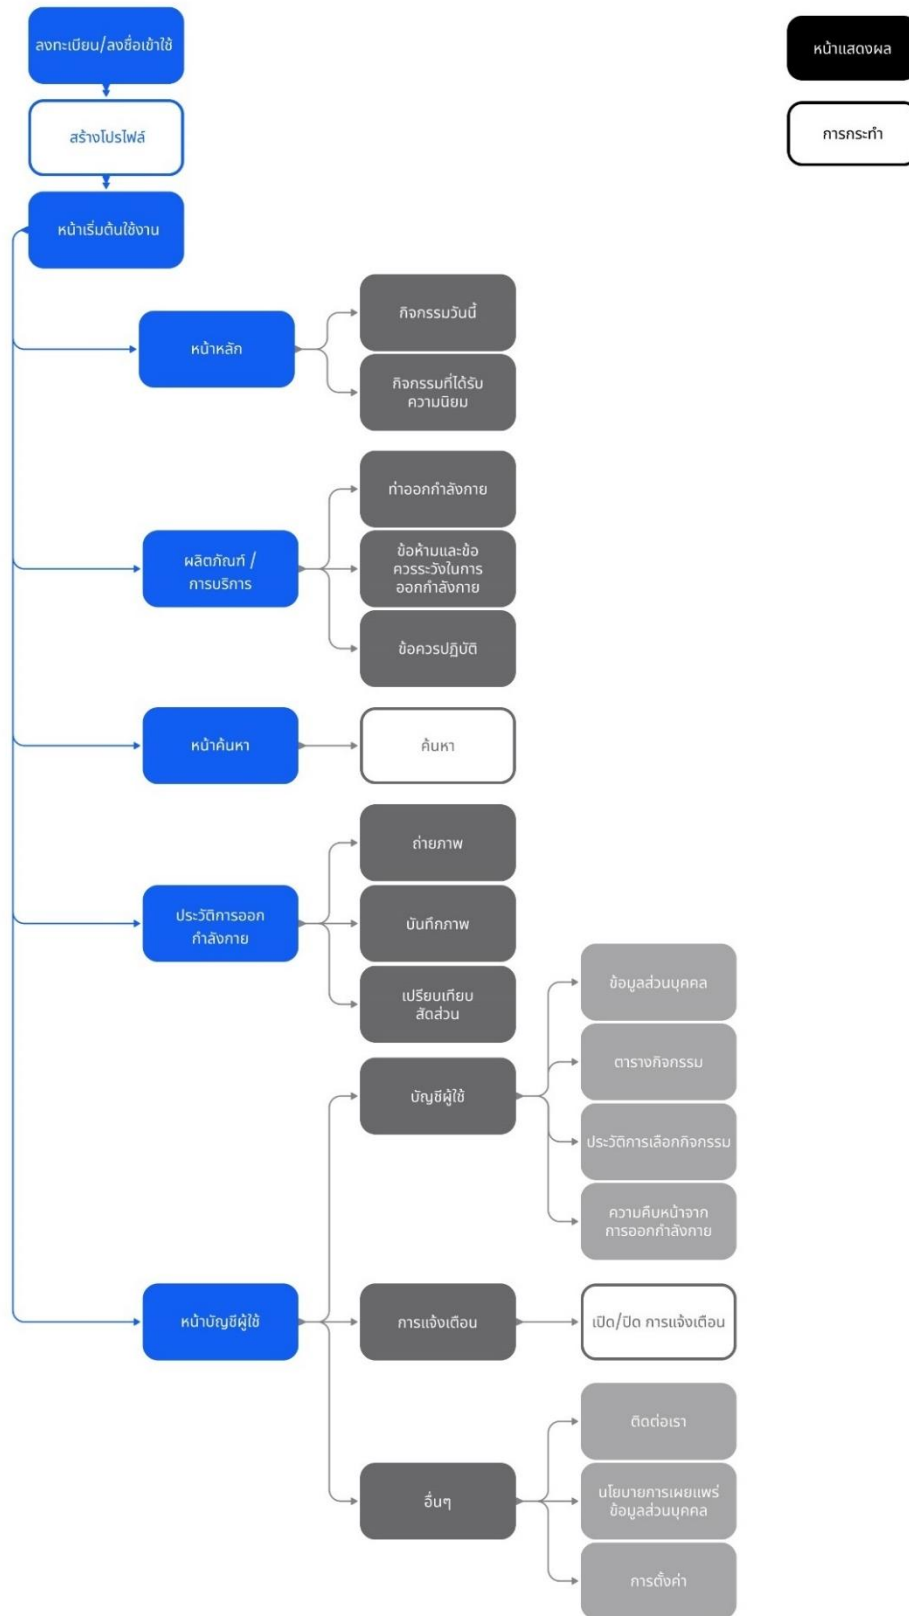 ลงทะเบียน/ลงชื่อเข้าใช้
หน้าแสดงผล
สร้างโปรไฟล์
การกระทำ
หน้าเริ่มต้นใช้งาน
หน้าหลัก
กิจกรรมวันนี้
กิจกรรมที่ได้รับ
ความนิยม
ผลิตภัณฑ์ /
การบริการ
ท่าออกกำลังกาย
ข้อห้ามและข้อ
ควรระวังในการ
ออกกำลังกาย
ข้อควรปฏิบัติ
หน้าค้นหา
ค้นหา
ประวัติการออก
กำลังกาย
ถ่ายภาพ
บันทึกภาพ
เปรียบเทียบ
สัดส่วน
หน้าบัญชีผู้ใช้
บัญชีผู้ใช้
ข้อมูลส่วนบุคคล
ตารางกิจกรรม
ประวัติการเลือกกิจกรรม
ความคืบหน้าจาก
การออกกำลังกาย
การแจ้งเตือน
เปิด/ปิด การแจ้งเตือน
อื่นๆ
ติดต่อเรา
นโยบายการเผยแพร่
ข้อมูลส่วนบุคคล
การตั้งค่า